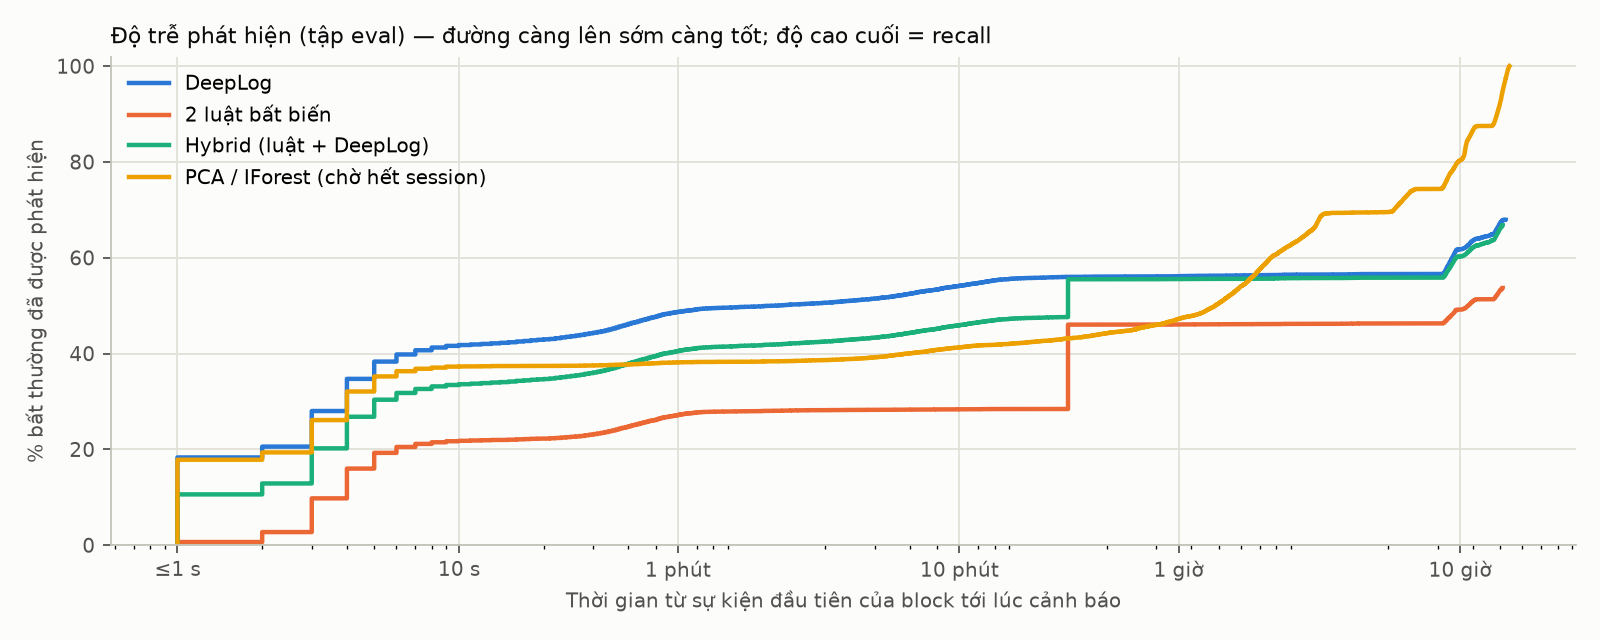 Độ trễ phát hiện (tập eval) — đường càng lên sớm càng tốt; độ cao cuối = recall
DeepLog
2 luật bất biến
Hybrid (luật + DeepLog)
PCA / IForest (chờ hết session)
% bất thường đã được phát hiện
100
80
60
40
20
0
≤1 s
10 s
1 phút
10 phút
1 giờ
10 giờ
Thời gian từ sự kiện đầu tiên của block tới lúc cảnh báo